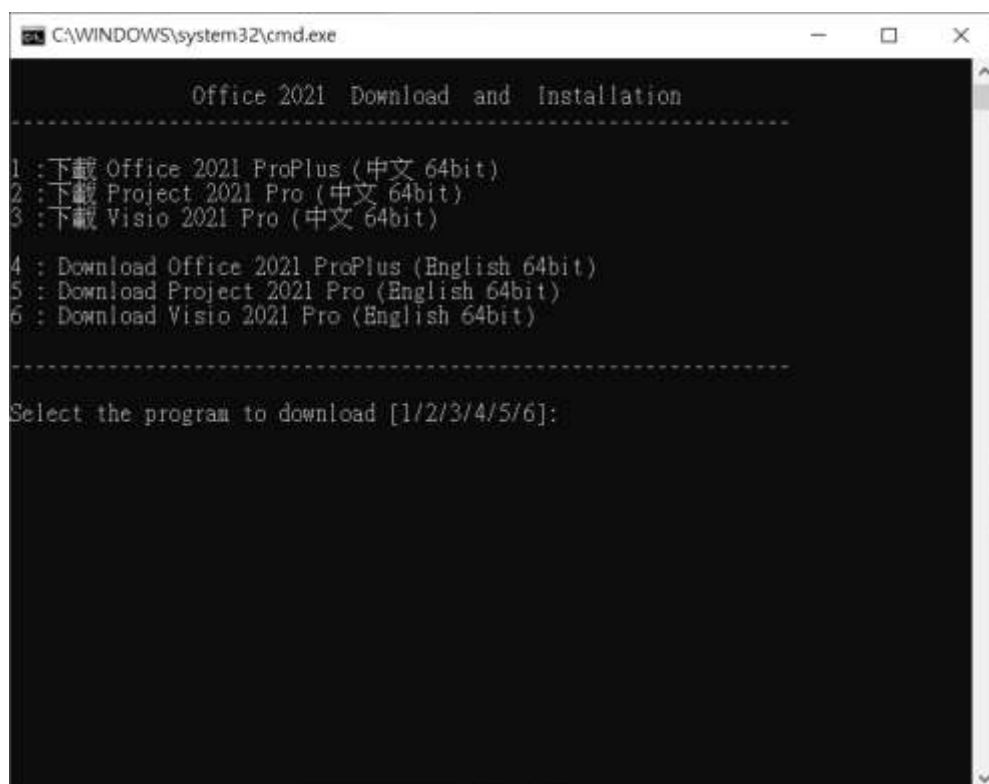 C:\WINDOWS\system32\cmd.exe
Office 2021 Download and Installation
-----------------------------------------------------------------
1 :下載 Office 2021 ProPlus (中文 64bit)
2 :下載 Project 2021 Pro (中文 64bit)
3 :下載 Visio 2021 Pro (中文 64bit)
4 : Download Office 2021 ProPlus (English 64bit)
5 : Download Project 2021 Pro (English 64bit)
6 : Download Visio 2021 Pro (English 64bit)
-----------------------------------------------------------------
Select the program to download [1/2/3/4/5/6]: